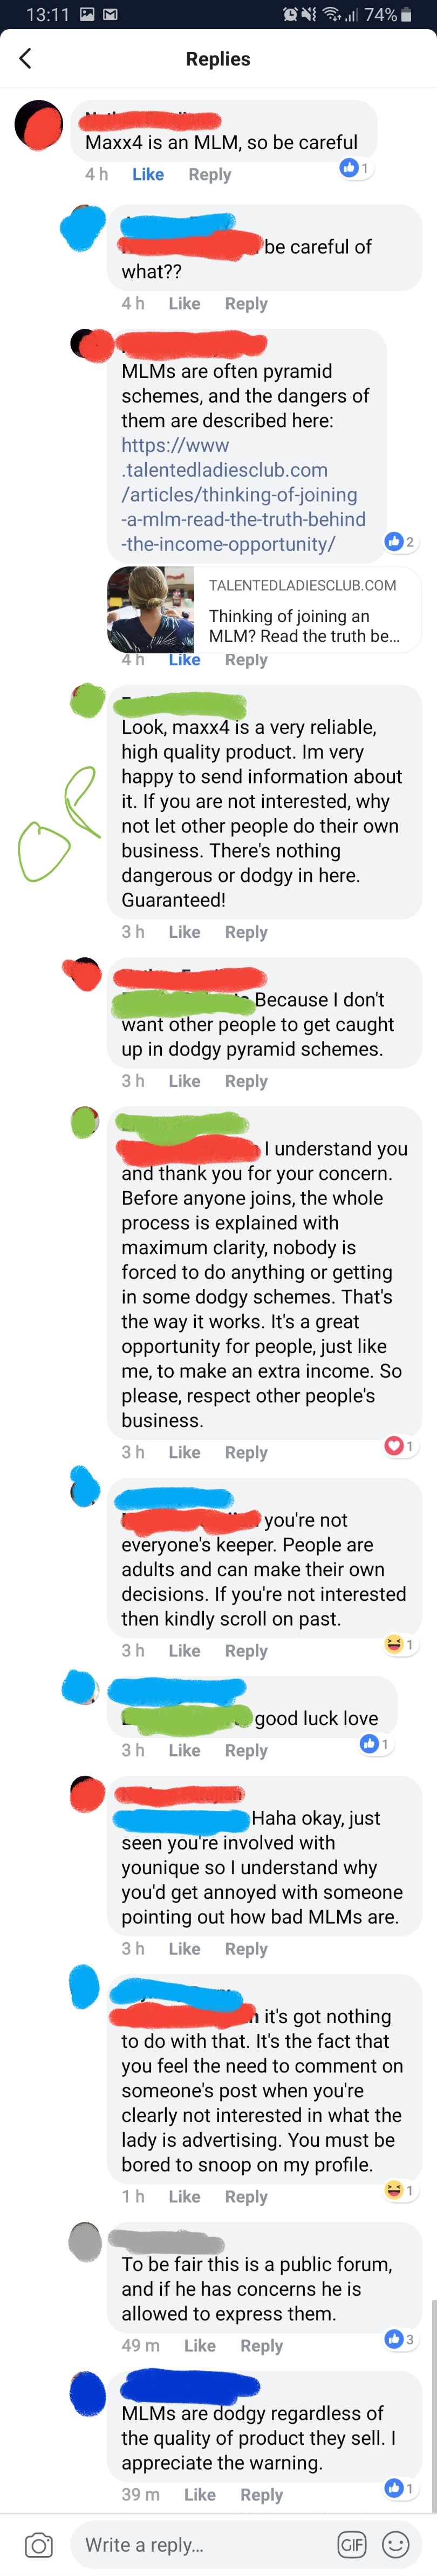 13:11
74%
Replies
Maxx4 is an MLM, so be careful
4 h Like Reply
1
be careful of
what??
4 h Like Reply
MLMs are often pyramid
schemes, and the dangers of
them are described here:
https://www
.talentedladiesclub.com
/articles/thinking-of-joining
-a-mlm-read-the-truth-behind
-the-income-opportunity/
2
TALENTEDLADIESCLUB.COM
Thinking of joining an
MLM? Read the truth be...
4 h Like Reply
Look, maxx4 is a very reliable,
high quality product. Im very
happy to send information about
it. If you are not interested, why
not let other people do their own
business. There's nothing
dangerous or dodgy in here.
Guaranteed!
3 h Like Reply
Because I don't
want other people to get caught
up in dodgy pyramid schemes.
3 h Like Reply
I understand you
and thank you for your concern.
Before anyone joins, the whole
process is explained with
maximum clarity, nobody is
forced to do anything or getting
in some dodgy schemes. That's
the way it works. It's a great
opportunity for people, just like
me, to make an extra income. So
please, respect other people's
business.
1
3 h Like Reply
you're not
everyone's keeper. People are
adults and can make their own
decisions. If you're not interested
then kindly scroll on past.
1
3 h Like Reply
good luck love
1
3 h Like Reply
Haha okay, just
seen you're involved with
younique so I understand why
you'd get annoyed with someone
pointing out how bad MLMs are.
3 h Like Reply
it's got nothing
to do with that. It's the fact that
you feel the need to comment on
someone's post when you're
clearly not interested in what the
lady is advertising. You must be
bored to snoop on my profile.
1
1 h Like Reply
To be fair this is a public forum,
and if he has concerns he is
allowed to express them.
3
49 m Like Reply
MLMs are dodgy regardless of
the quality of product they sell. I
appreciate the warning.
1
39 m Like Reply
Write a reply...
GIF